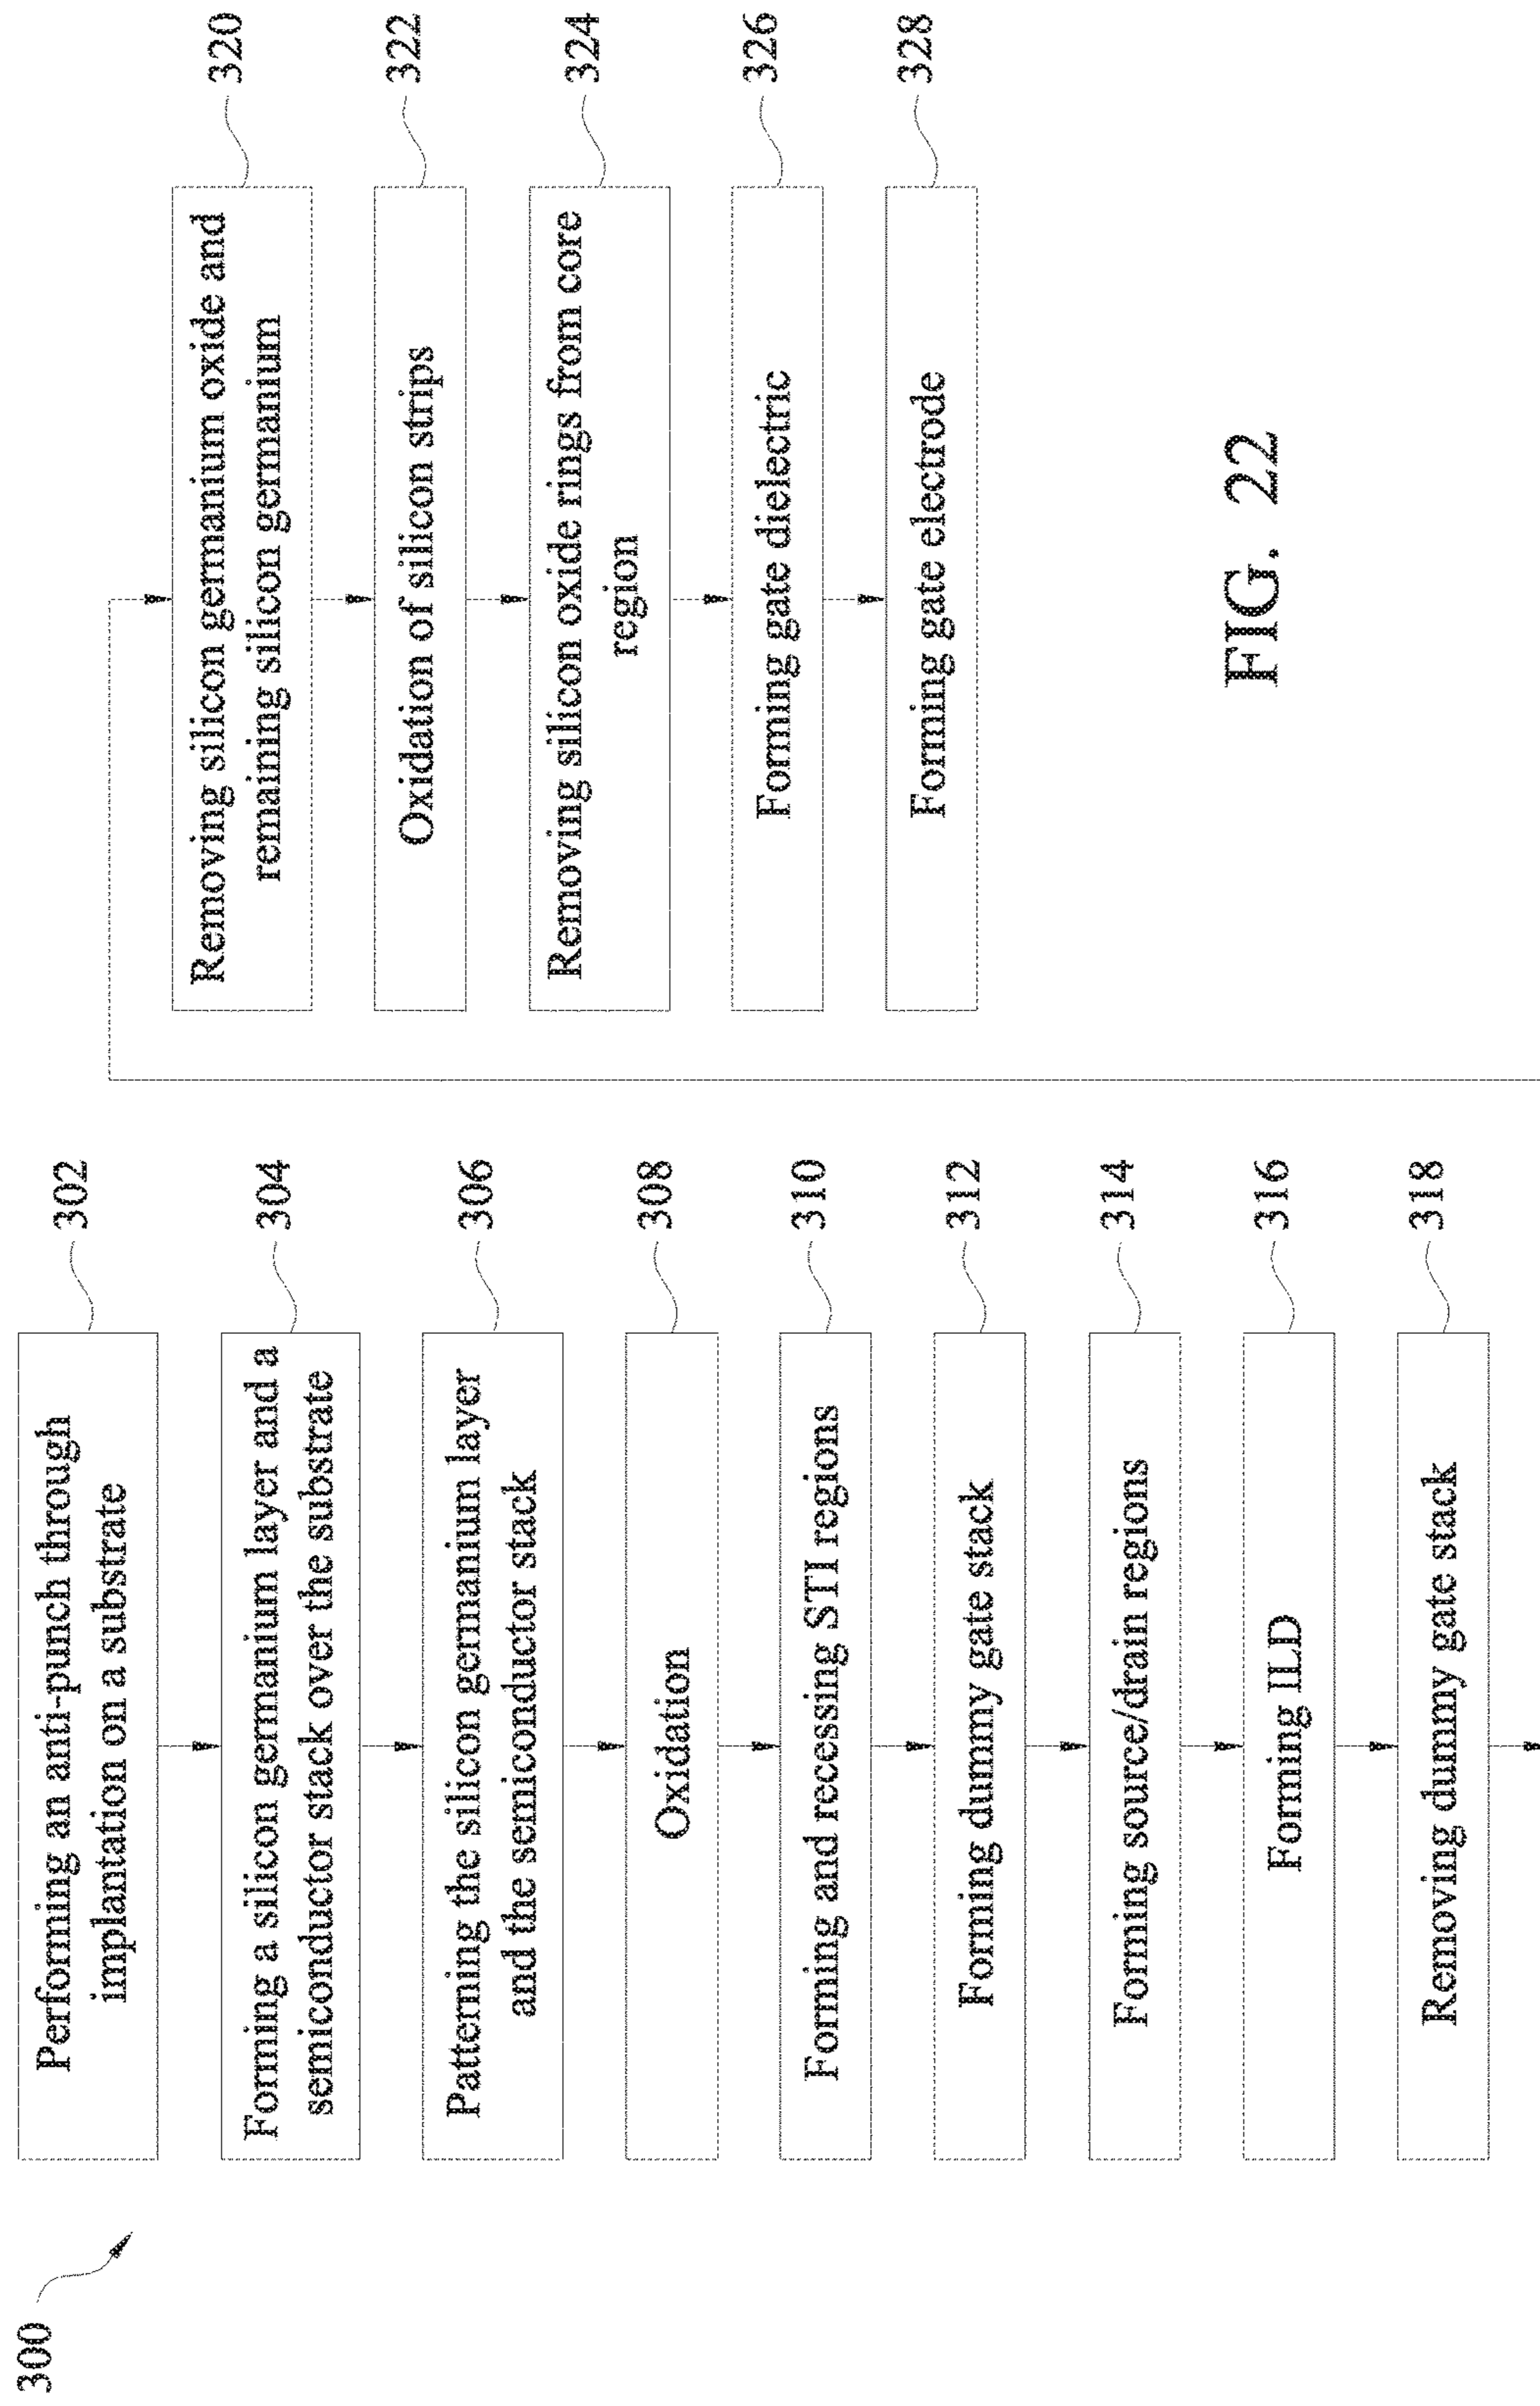 300
Performing an anti-punch through
implantation on a substrate
302
Forming a silicon germanium layer and a
semiconductor stack over the substrate
304
Patterning the silicon germanium layer
and the semiconductor stack
306
Oxidation
308
Forming and recessing STI regions
310
Forming dummy gate stack
312
Forming source/drain regions
314
Forming ILD
316
Removing dummy gate stack
318
Removing silicon germanium oxide and
remaining silicon germanium
320
Oxidation of silicon strips
322
Removing silicon oxide rings from core
region
324
Forming gate dielectric
326
Forming gate electrode
328
FIG. 22